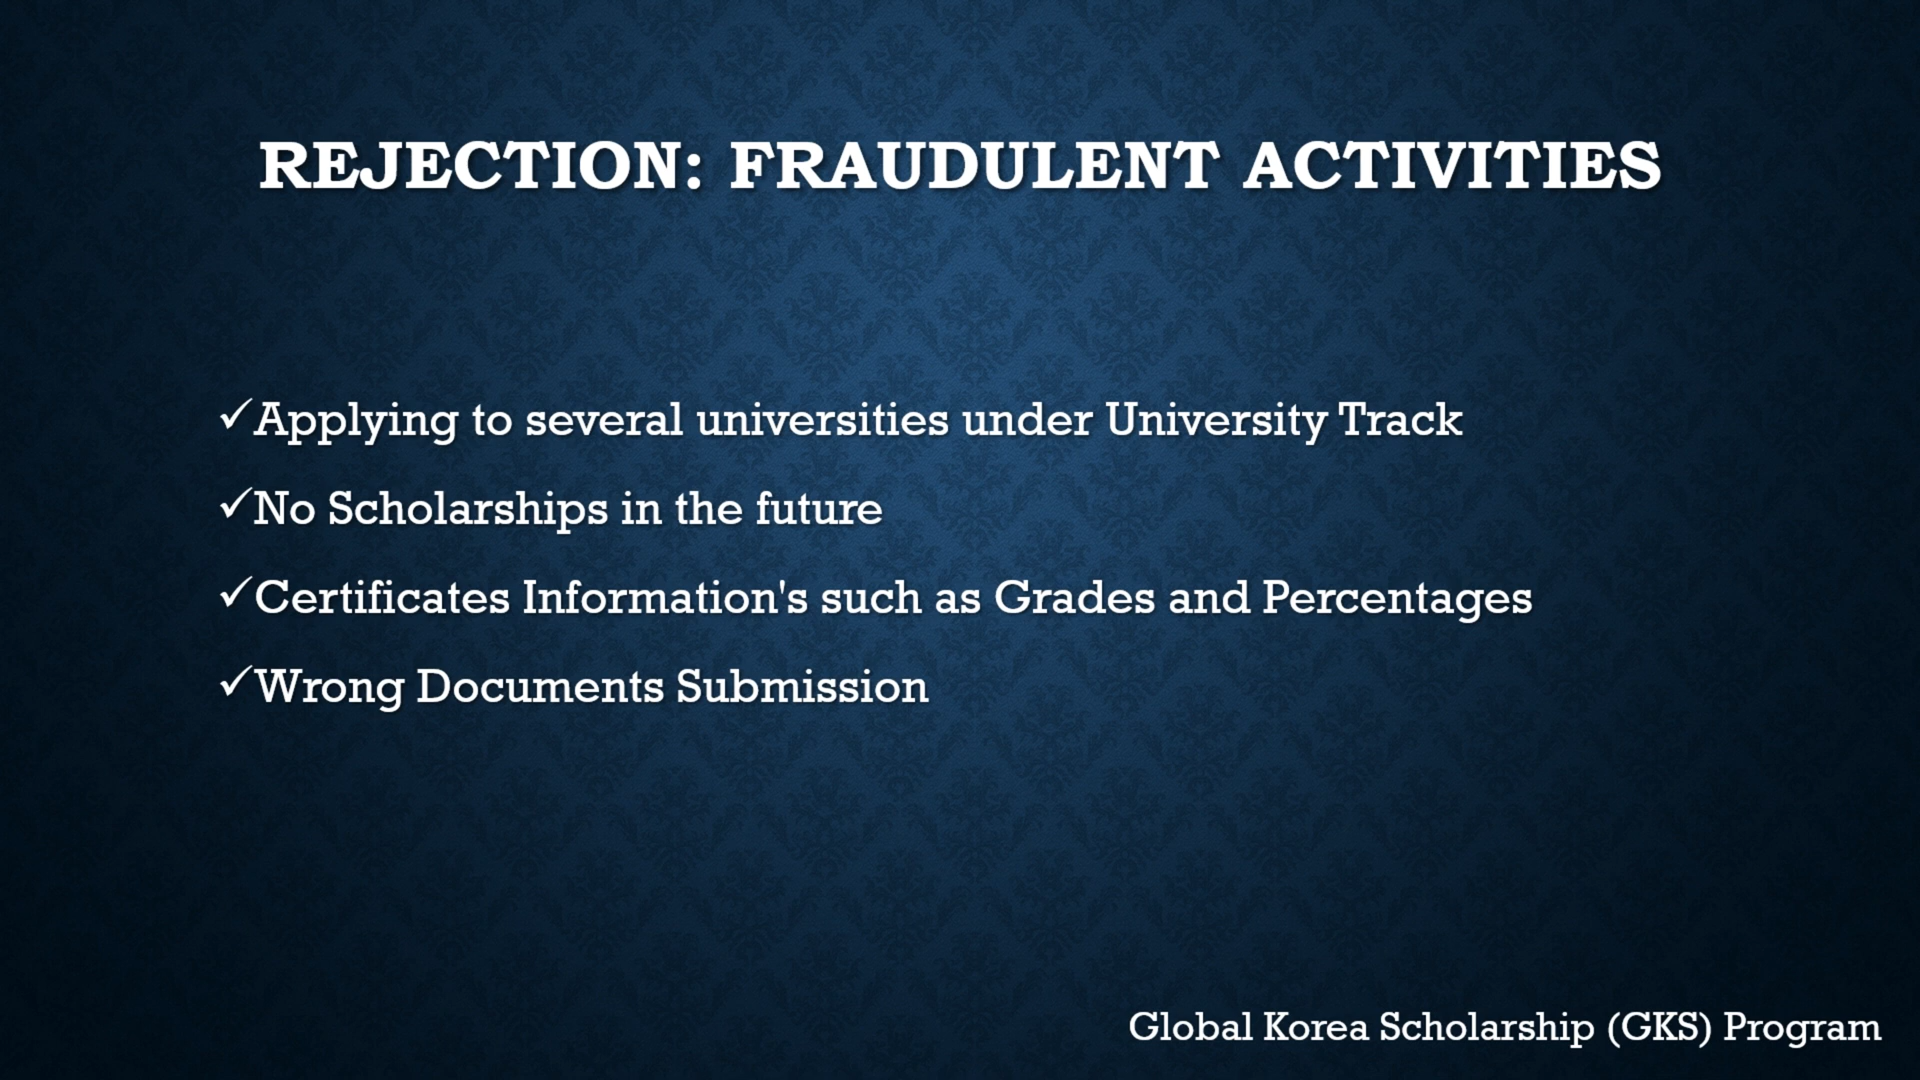 REJECTION: FRAUDULENT ACTIVITIES
✓Applying to several universities under University Track
✓No Scholarships in the future
✓Certificates Information's such as Grades and Percentages
✓Wrong Documents Submission
Global Korea Scholarship (GKS) Program